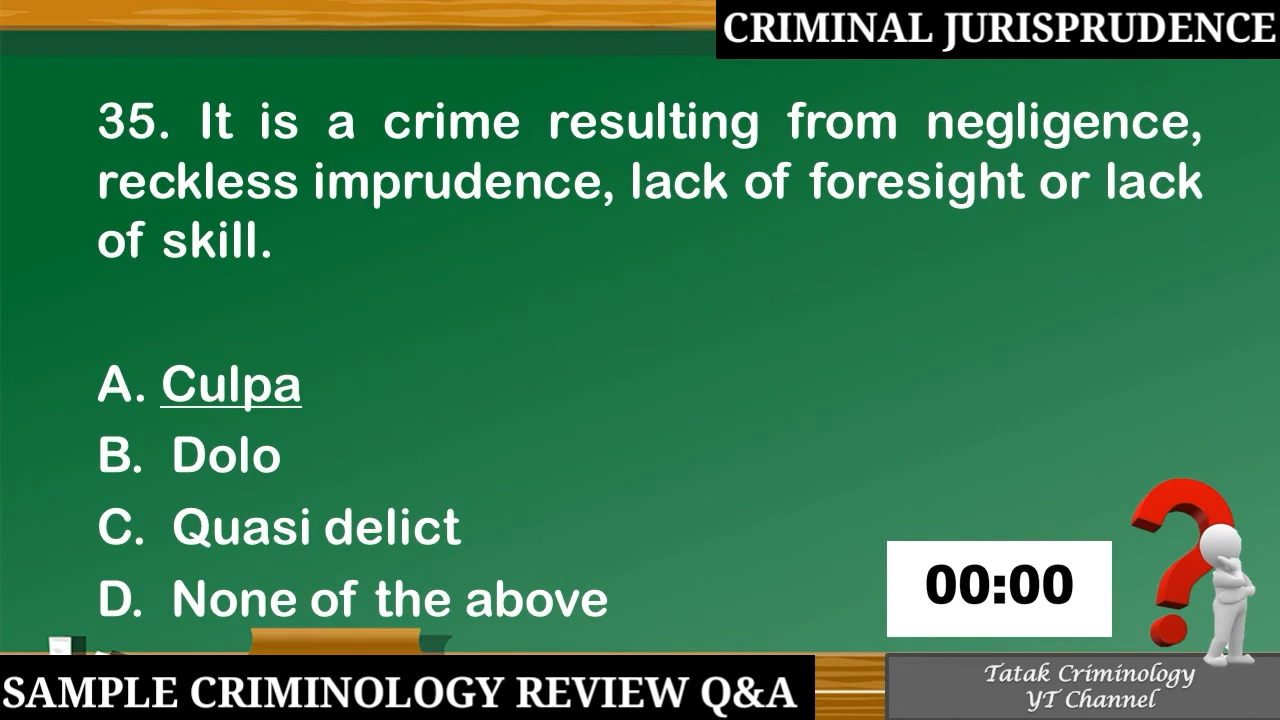 CRIMINAL JURISPRUDENCE
35. It is a crime resulting from negligence,
reckless imprudence, lack of foresight or lack
of skill.
A. Culpa
B. Dolo
C. Quasi delict
D. None of the above
00:00
SAMPLE CRIMINOLOGY REVIEW Q&A
Tatak Criminology
YT Channel